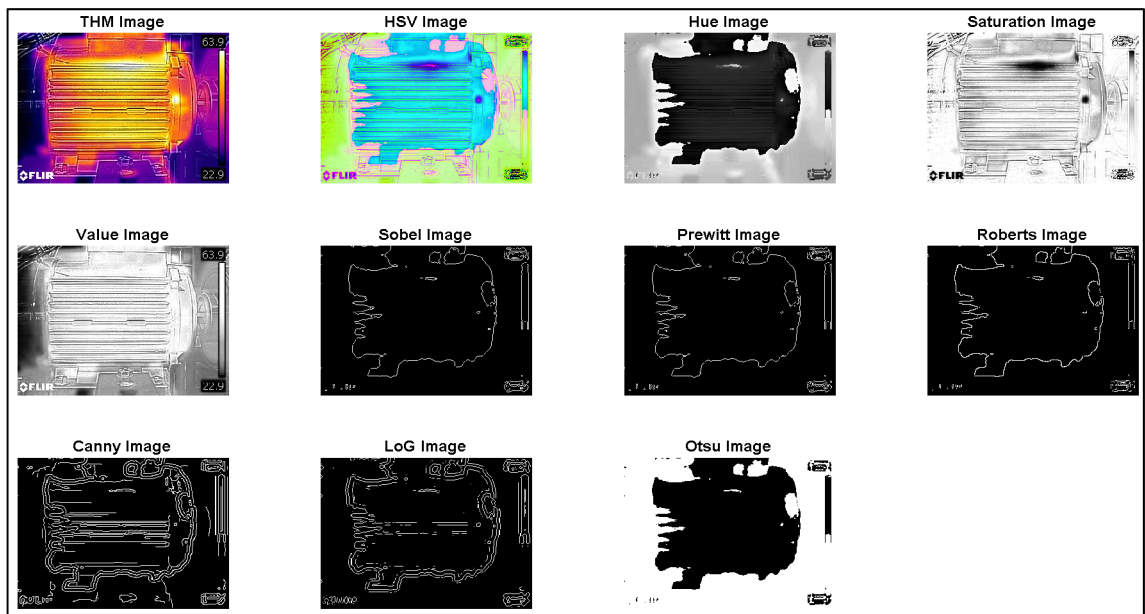 THM Image
HSV Image
Hue Image
Saturation Image
63.9
22.9
FLIR
FLIR
FLIR
Value Image
Sobel Image
Prewitt Image
Roberts Image
63.9
22.9
FLIR
Canny Image
LoG Image
Otsu Image